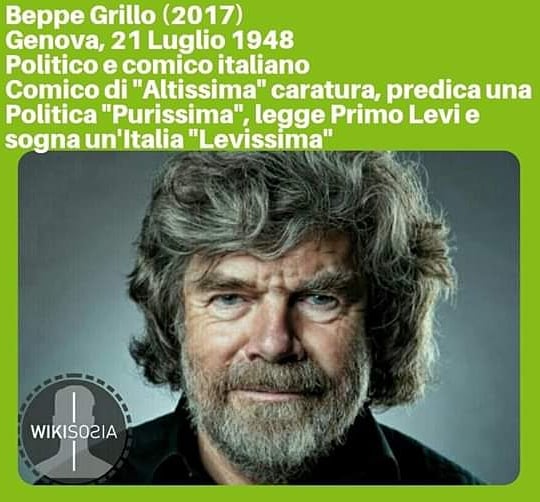 Beppe Grillo (2017)
Genova, 21 Luglio 1948
Politico e comico italiano
Comico di "Altissima" caratura, predica una
Politica "Purissima", legge Primo Levi e
sogna un'Italia "Levissima"
WIKISOSIA